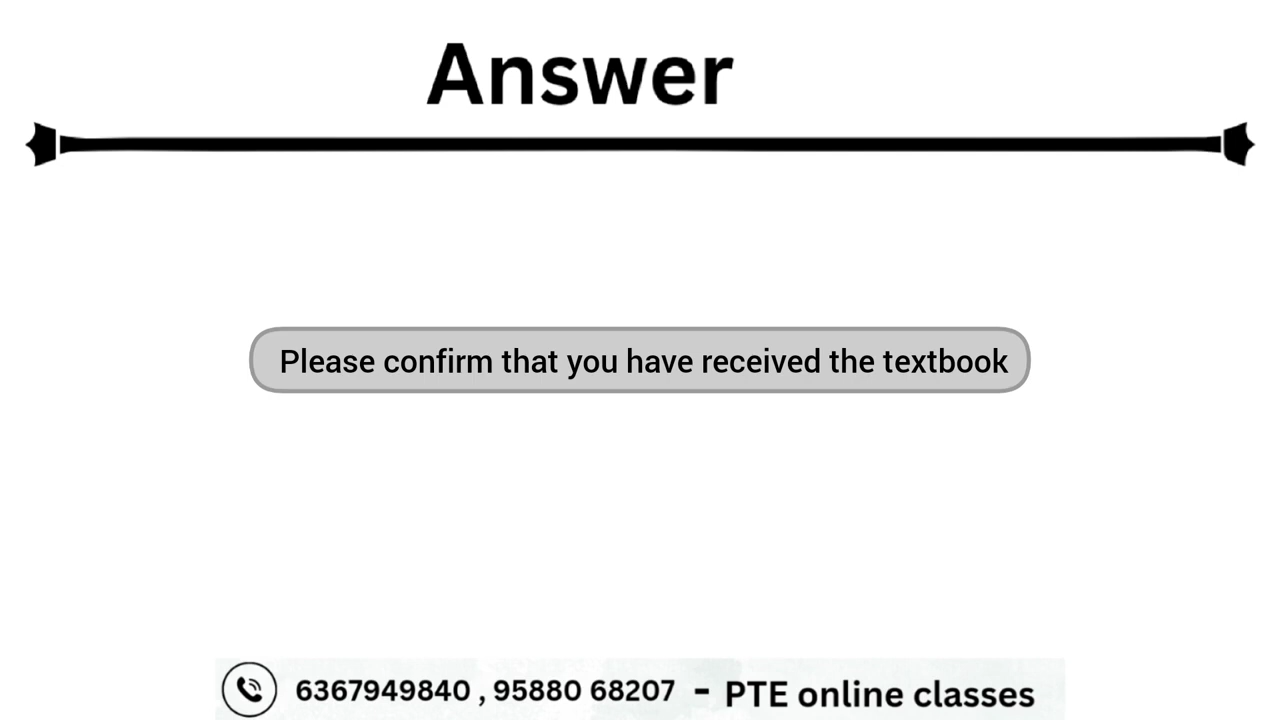 Answer
Please confirm that you have received the textbook
6367949840 , 95880 68207 - PTE online classes